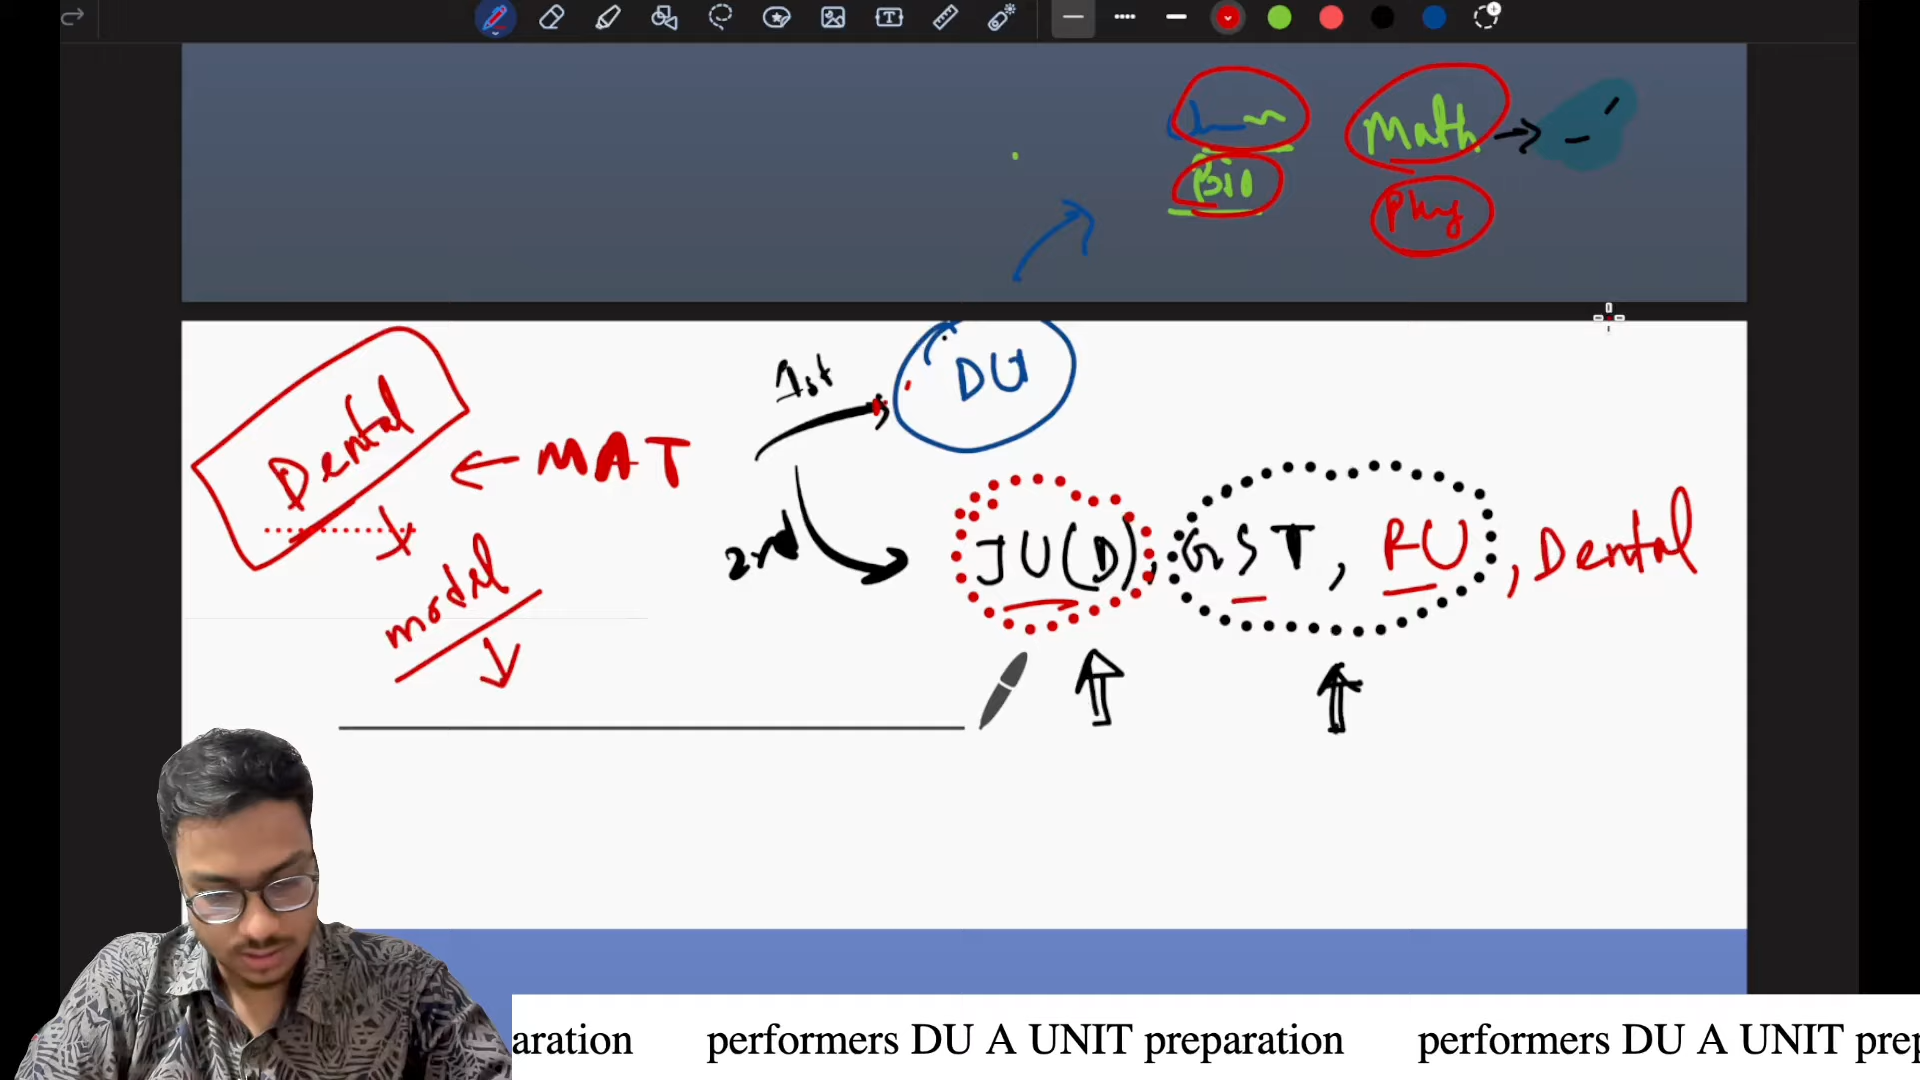 Math →
Bio
Phy
1st
DU
Dental ← MAT
2nd
JU(D), GST, RU, Dental
model
aration performers DU A UNIT preparation performers DU A UNIT prep